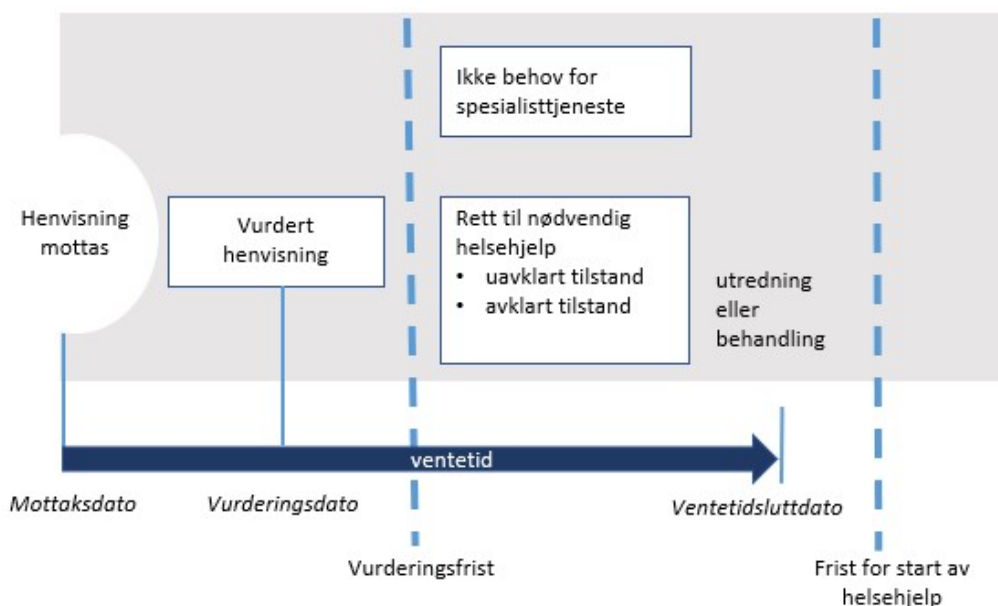 Ikke behov for
spesialisttjeneste
Henvisning
mottas
Vurdert
henvisning
Rett til nødvendig
helsehjelp
• uavklart tilstand
• avklart tilstand
utredning
eller
behandling
ventetid
Mottaksdato
Vurderingsdato
Ventetidsluttdato
Vurderingsfrist
Frist for start av
helsehjelp